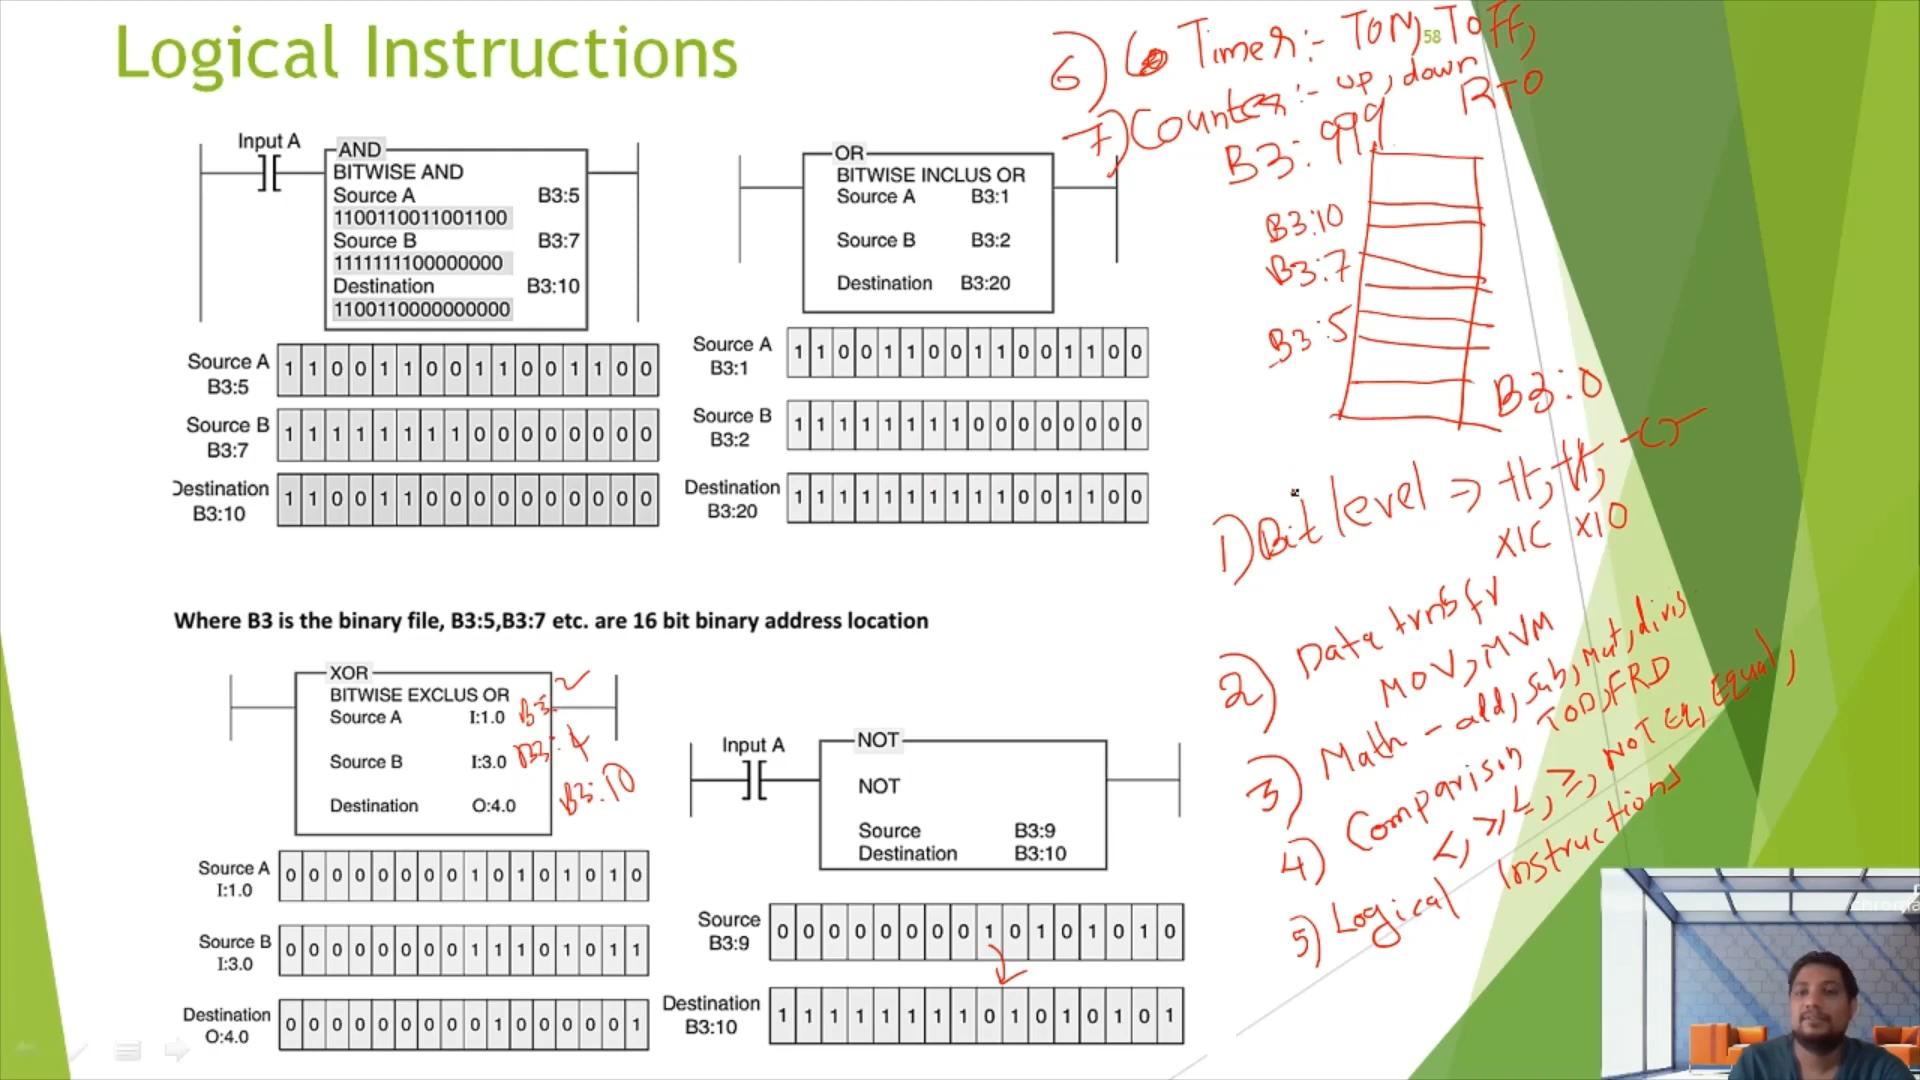 Logical Instructions
58
Input A
AND
BITWISE AND
Source A B3:5
1100110011001100
Source B B3:7
1111111100000000
Destination B3:10
1100110000000000
Source A
B3:5
1 1 0 0 1 1 0 0 1 1 0 0 1 1 0 0
Source B
B3:7
1 1 1 1 1 1 1 1 0 0 0 0 0 0 0 0
Destination
B3:10
1 1 0 0 1 1 0 0 0 0 0 0 0 0 0 0
OR
BITWISE INCLUS OR
Source A B3:1
Source B B3:2
Destination B3:20
Source A
B3:1
1 1 0 0 1 1 0 0 1 1 0 0 1 1 0 0
Source B
B3:2
1 1 1 1 1 1 1 1 0 0 0 0 0 0 0 0
Destination
B3:20
1 1 1 1 1 1 1 1 1 1 0 0 1 1 0 0
Where B3 is the binary file, B3:5,B3:7 etc. are 16 bit binary address location
XOR
BITWISE EXCLUS OR
Source A I:1.0 B3:
Source B I:3.0 B3:4
Destination O:4.0 B3:10
Source A
I:1.0
0 0 0 0 0 0 0 0 1 0 1 0 1 0 1 0
Source B
I:3.0
0 0 0 0 0 0 0 0 1 1 1 0 1 0 1 1
Destination
O:4.0
0 0 0 0 0 0 0 0 0 1 0 0 0 0 0 1
Input A
NOT
NOT
Source B3:9
Destination B3:10
Source
B3:9
0 0 0 0 0 0 0 0 1 0 1 0 1 0 1 0
Destination
B3:10
1 1 1 1 1 1 1 1 0 1 0 1 0 1 0 1
6) Timer:- TON, TOFF,
RTO
7) Counter:- up, down
B3:999
B3:10
B3:7
B3:5
B3:0
1) Bit level ⇒
XIC XIO
2) Data trnsfr
MOV, MVM
3) Math - add, sub, mut, divis
TOD, FRD
4) Comparison
NOT Eq, Equal,
5) Logical Instructions